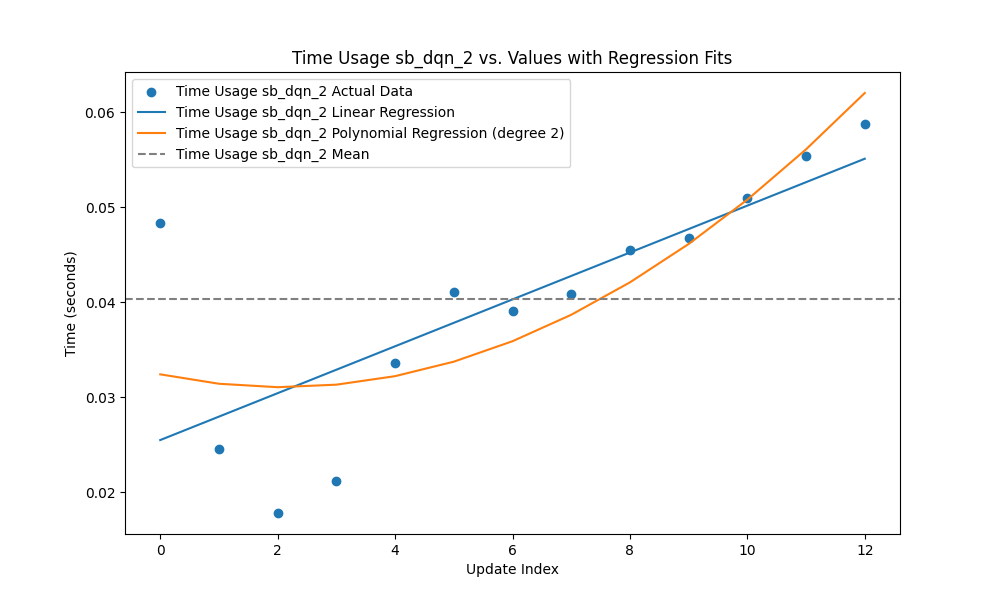 Time Usage sb_dqn_2 vs. Values with Regression Fits
Time Usage sb_dqn_2 Actual Data
Time Usage sb_dqn_2 Linear Regression
Time Usage sb_dqn_2 Polynomial Regression (degree 2)
Time Usage sb_dqn_2 Mean
Time (seconds)
0.06
0.05
0.04
0.03
0.02
0 2 4 6 8 10 12
Update Index